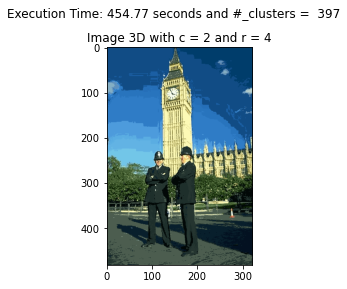 Execution Time: 454.77 seconds and #_clusters =  397
Image 3D with c = 2 and r = 4
0
100
200
300
400
0 100 200 300